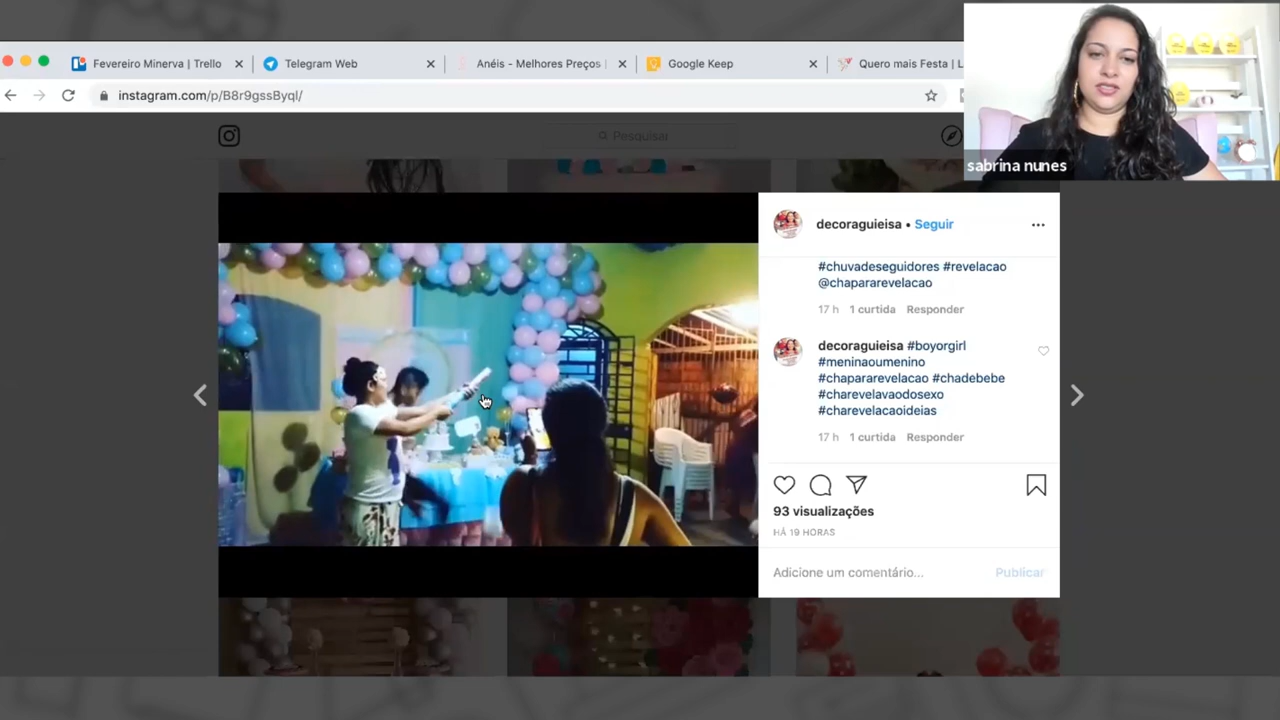 Fevereiro Minerva | Trello
Telegram Web
Anéis - Melhores Preços |
Google Keep
Quero mais Festa | L
instagram.com/p/B8r9gssByql/
Pesquisar
sabrina nunes
decoraguieisa • Seguir
#chuvadeseguidores #revelacao
@chapararevelacao
17 h 1 curtida Responder
decoraguieisa #boyorgirl
#meninaoumenino
#chapararevelacao #chadebebe
#charevelavaodosexo
#charevelacaoideias
17 h 1 curtida Responder
93 visualizações
HÁ 19 HORAS
Adicione um comentário... Publicar